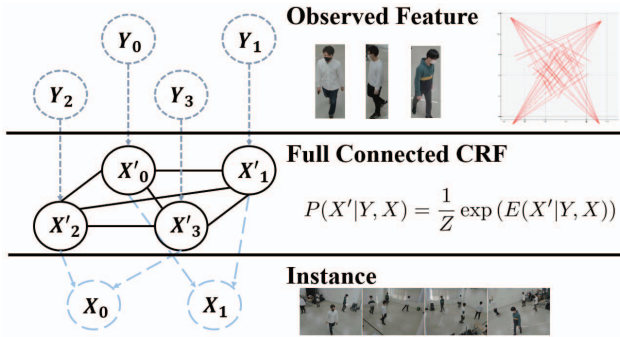 Observed Feature
Y₀ Y₁
Y₂ Y₃
Full Connected CRF
X'₀ X'₁
P(X'|Y, X) = 1/Z exp (E(X'|Y, X))
X'₂ X'₃
Instance
X₀ X₁